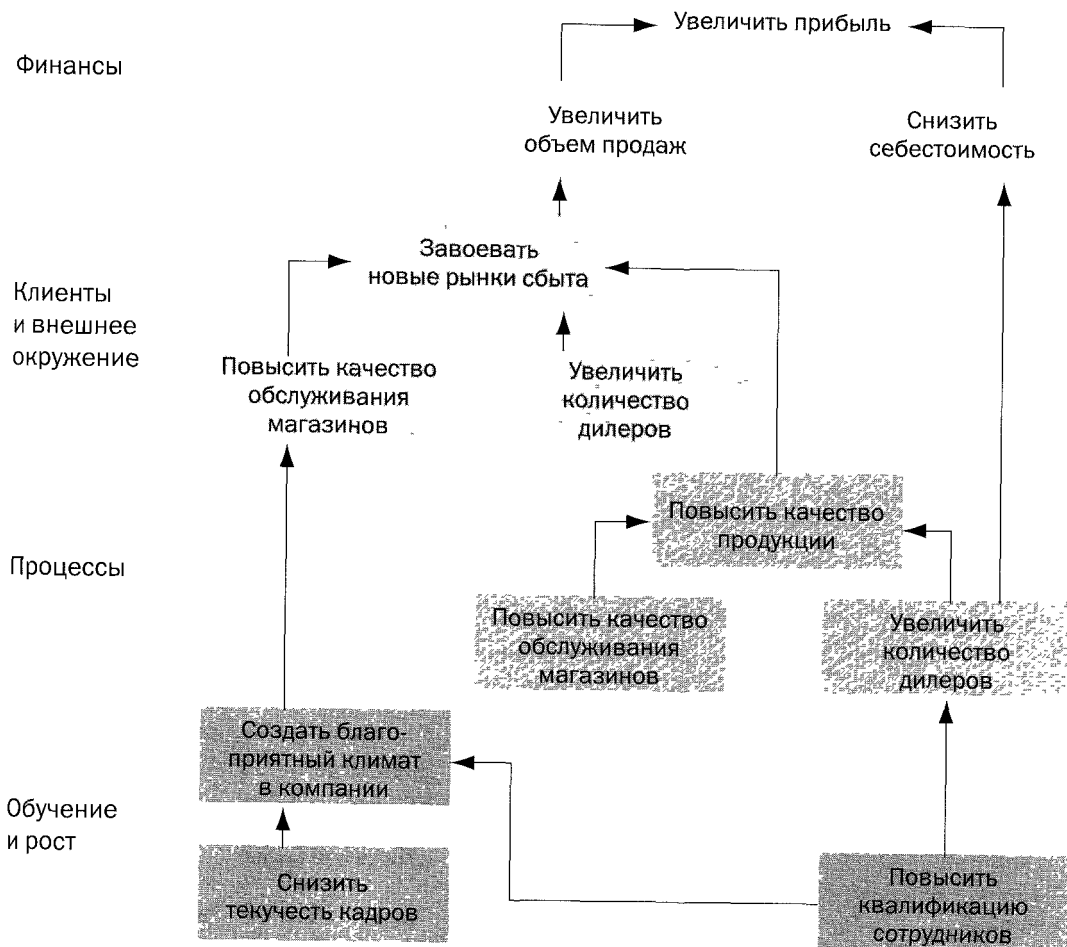 Увеличить прибыль
Финансы
Увеличить
объем продаж
Снизить
себестоимость
Завоевать
новые рынки сбыта
Клиенты
и внешнее
окружение
Повысить качество
обслуживания
магазинов
Увеличить
количество
дилеров
Повысить качество
продукции
Процессы
Повысить качество
обслуживания
магазинов
Увеличить
количество
дилеров
Создать благо-
приятный климат
в компании
Обучение
и рост
Снизить
текучесть кадров
Повысить
квалификацию
сотрудников